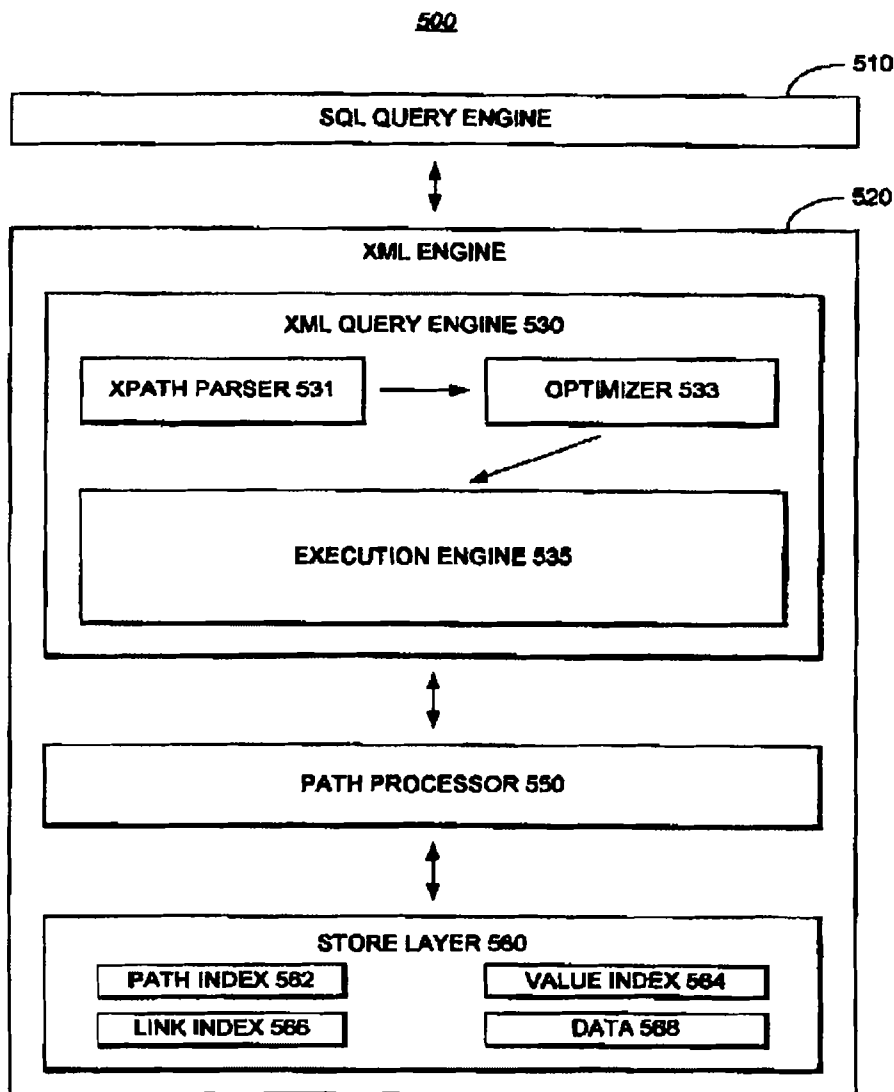 500
510
SQL QUERY ENGINE
520
XML ENGINE
XML QUERY ENGINE 530
XPATH PARSER 531
OPTIMIZER 533
EXECUTION ENGINE 535
PATH PROCESSOR 550
STORE LAYER 560
PATH INDEX 562
VALUE INDEX 564
LINK INDEX 566
DATA 568